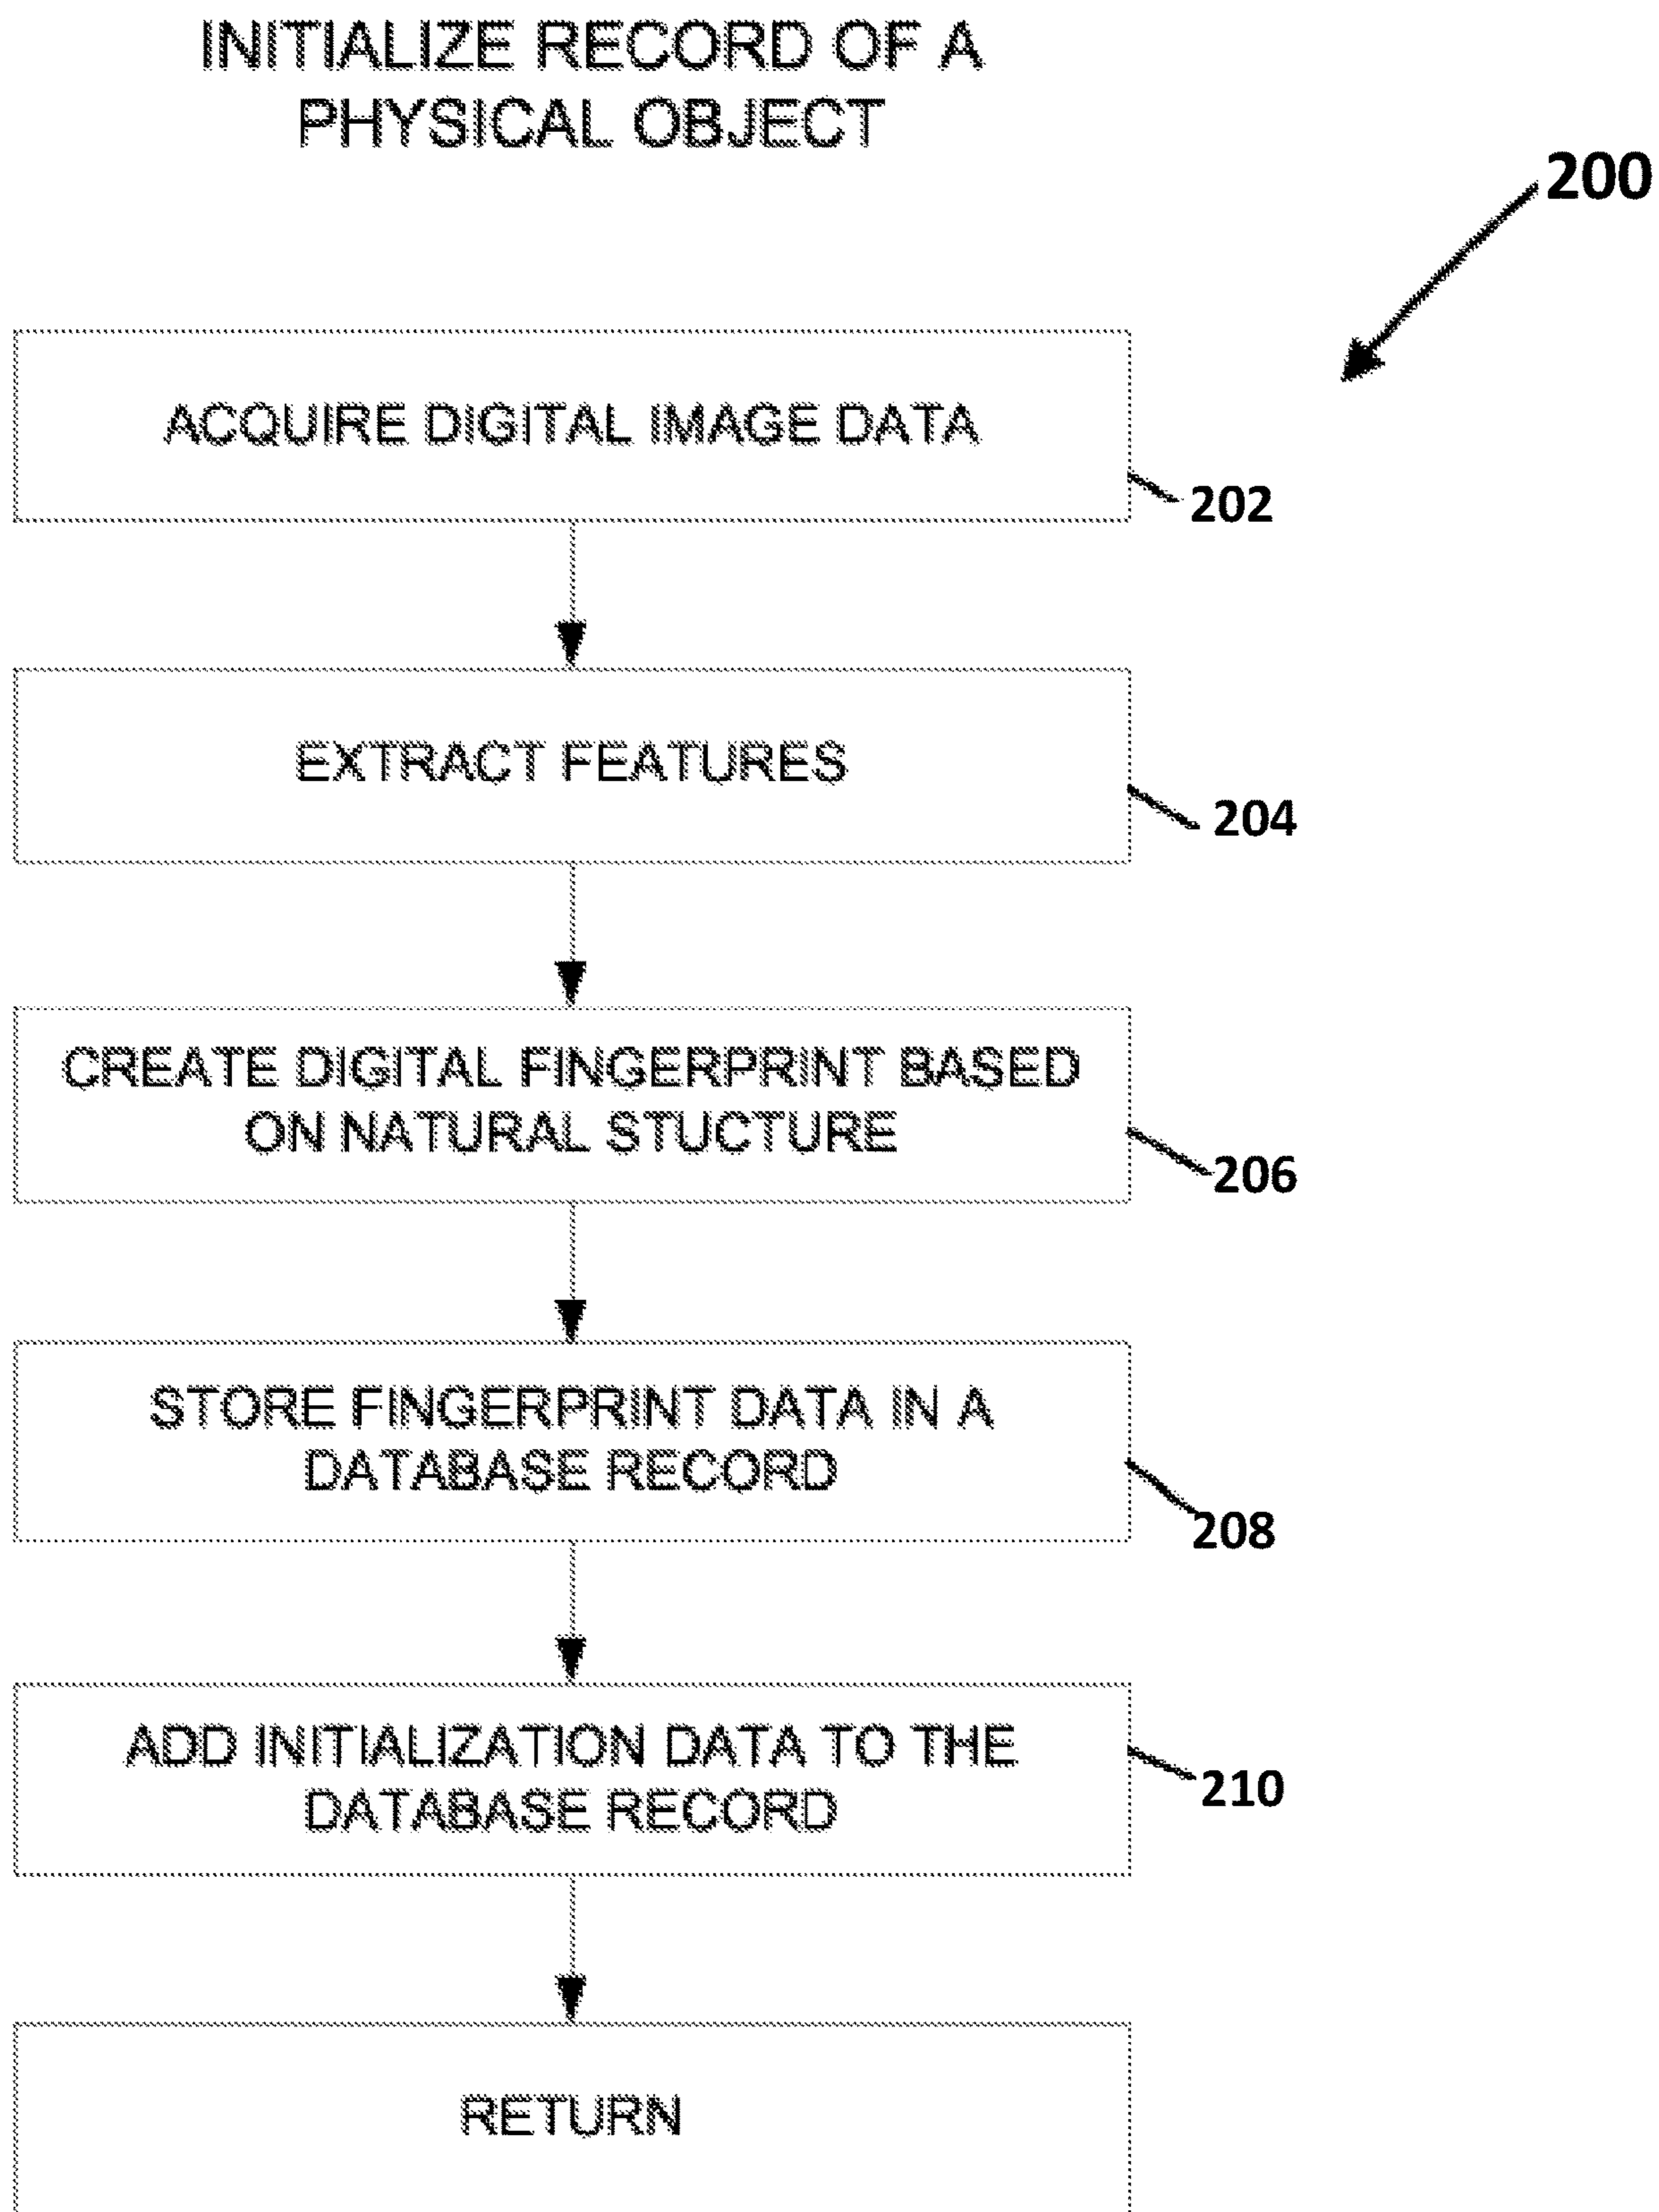 INITIALIZE RECORD OF A
PHYSICAL OBJECT
200
ACQUIRE DIGITAL IMAGE DATA
202
EXTRACT FEATURES
204
CREATE DIGITAL FINGERPRINT BASED
ON NATURAL STUCTURE
206
STORE FINGERPRINT DATA IN A
DATABASE RECORD
208
ADD INITIALIZATION DATA TO THE
DATABASE RECORD
210
RETURN